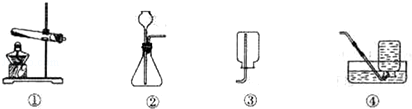 ① ② ③ ④